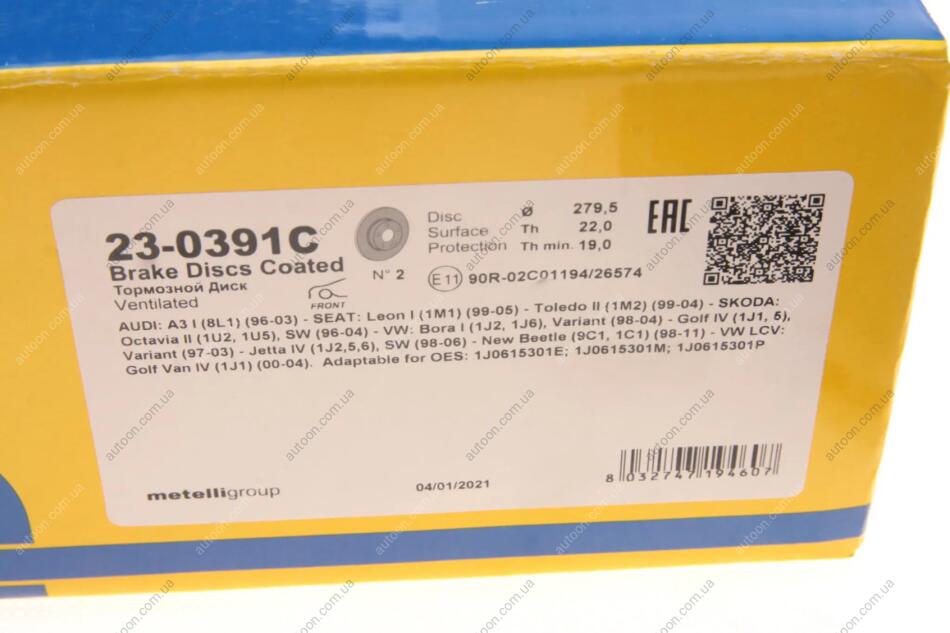 23-0391C
Brake Discs Coated
Тормозной Диск
Ventilated
N° 2
FRONT
Disc Ø 279,5
Surface Th 22,0
Protection Th min. 19,0
EAC
E11 90R-02C01194/26574
AUDI: A3 I (8L1) (96-03) - SEAT: Leon I (1M1) (99-05) - Toledo II (1M2) (99-04) - SKODA:
Octavia II (1U2, 1U5), SW (96-04) - VW: Bora I (1J2, 1J6), Variant (98-04) - Golf IV (1J1, 5),
Variant (97-03) - Jetta IV (1J2,5,6), SW (98-06) - New Beetle (9C1, 1C1) (98-11) - VW LCV:
Golf Van IV (1J1) (00-04). Adaptable for OES: 1J0615301E; 1J0615301M; 1J0615301P
metelligroup
04/01/2021
8 032747 194607
autoon.com.ua